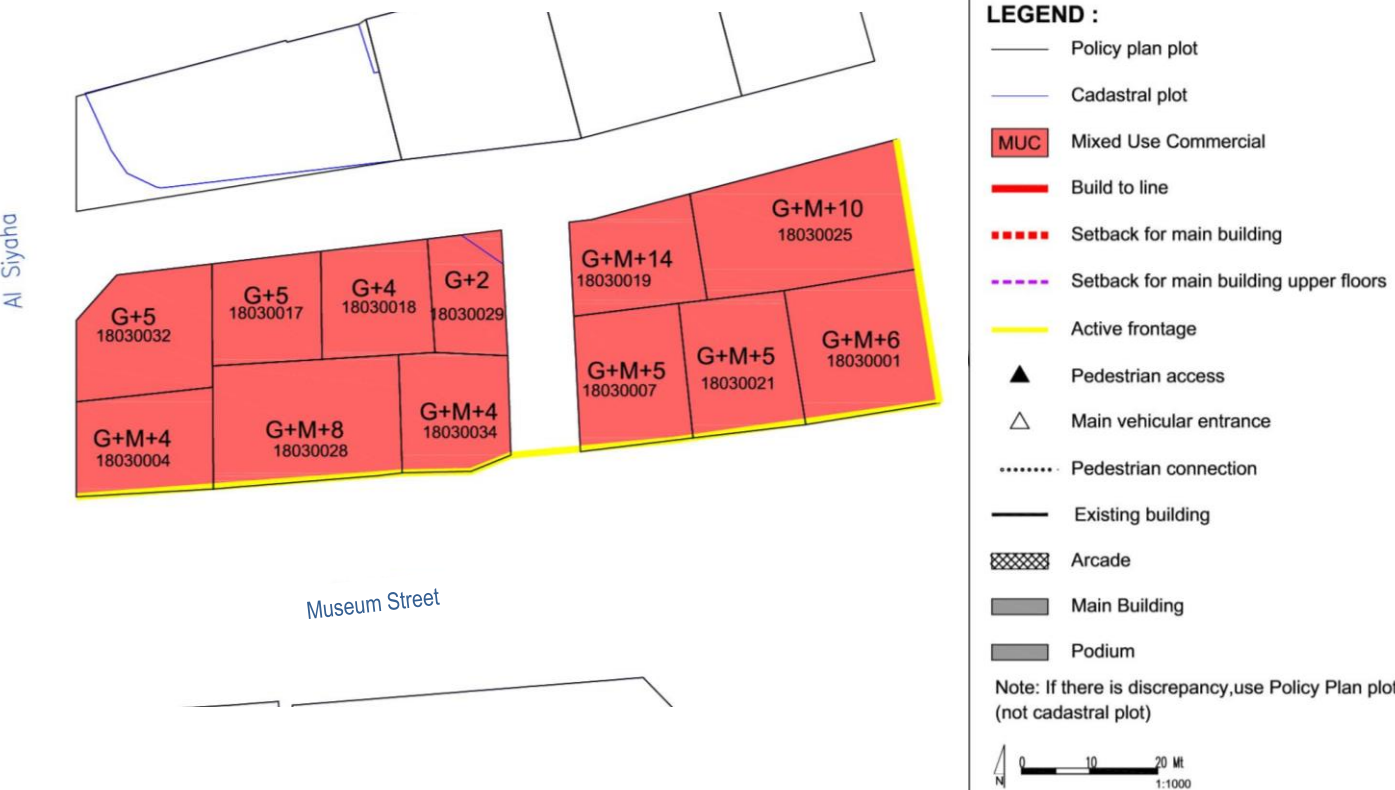 Al Siyaha
G+5
18030032
G+5
18030017
G+4
18030018
G+2
18030029
G+M+4
18030004
G+M+8
18030028
G+M+4
18030034
G+M+14
18030019
G+M+10
18030025
G+M+5
18030007
G+M+5
18030021
G+M+6
18030001
Museum Street
LEGEND :
Policy plan plot
Cadastral plot
MUC Mixed Use Commercial
Build to line
Setback for main building
Setback for main building upper floors
Active frontage
Pedestrian access
Main vehicular entrance
Pedestrian connection
Existing building
Arcade
Main Building
Podium
Note: If there is discrepancy,use Policy Plan plot
(not cadastral plot)
N
0 10 20 Mt
1:1000